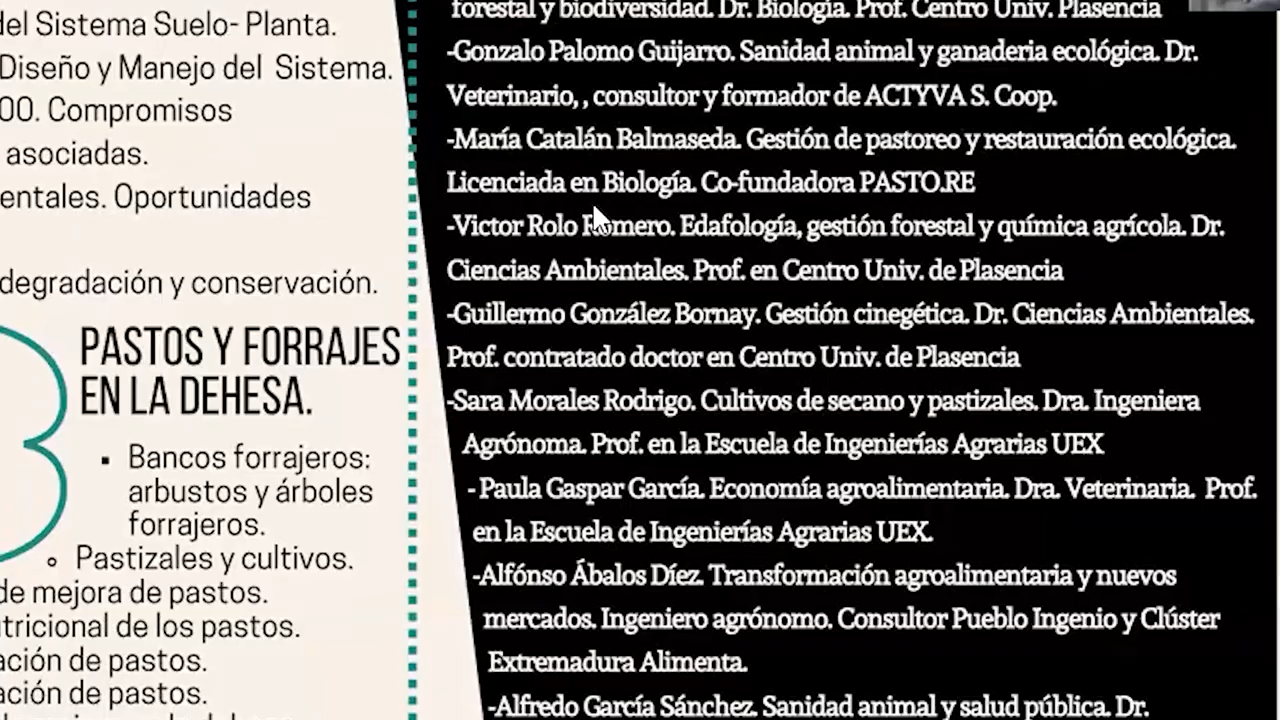 del Sistema Suelo- Planta.
Diseño y Manejo del Sistema.
00. Compromisos
asociadas.
entales. Oportunidades
degradación y conservación.
PASTOS Y FORRAJES
EN LA DEHESA.
Bancos forrajeros:
arbustos y árboles
forrajeros.
Pastizales y cultivos.
de mejora de pastos.
utricional de los pastos.
ación de pastos.
ación de pastos.
forestal y biodiversidad. Dr. Biología. Prof. Centro Univ. Plasencia
-Gonzalo Palomo Guijarro. Sanidad animal y ganaderia ecológica. Dr.
Veterinario, , consultor y formador de ACTYVA S. Coop.
-María Catalán Balmaseda. Gestión de pastoreo y restauración ecológica.
Licenciada en Biología. Co-fundadora PASTO.RE
-Victor Rolo Romero. Edafología, gestión forestal y química agrícola. Dr.
Ciencias Ambientales. Prof. en Centro Univ. de Plasencia
-Guillermo González Bornay. Gestión cinegética. Dr. Ciencias Ambientales.
Prof. contratado doctor en Centro Univ. de Plasencia
-Sara Morales Rodrigo. Cultivos de secano y pastizales. Dra. Ingeniera
Agrónoma. Prof. en la Escuela de Ingenierías Agrarias UEX
- Paula Gaspar García. Economía agroalimentaria. Dra. Veterinaria. Prof.
en la Escuela de Ingenierías Agrarias UEX.
-Alfónso Ábalos Díez. Transformación agroalimentaria y nuevos
mercados. Ingeniero agrónomo. Consultor Pueblo Ingenio y Clúster
Extremadura Alimenta.
-Alfredo García Sánchez. Sanidad animal y salud pública. Dr.